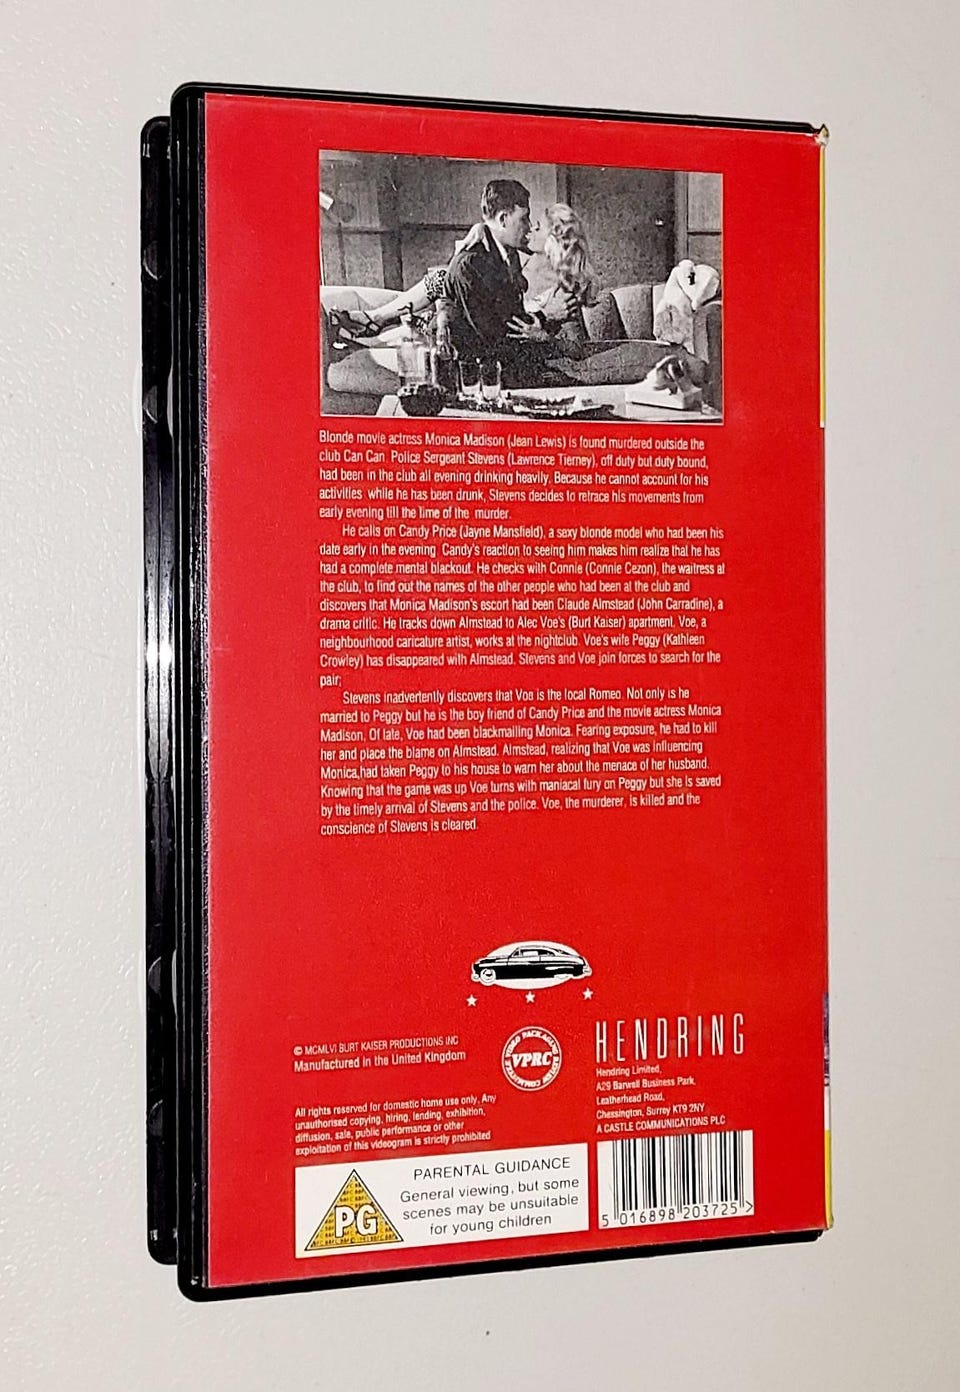 Blonde movie actress Monica Madison (Jean Lewis) is found murdered outside the
club Can Can. Police Sergeant Stevens (Lawrence Tierney), off duty but duty bound,
had been in the club all evening drinking heavily. Because he cannot account for his
activities while he has been drunk, Stevens decides to retrace his movements from
early evening till the time of the murder.
He calls on Candy Price (Jayne Mansfield), a sexy blonde model who had been his
date early in the evening. Candy's reaction to seeing him makes him realize that he has
had a complete mental blackout. He checks with Connie (Connie Cezon), the waitress at
the club, to find out the names of the other people who had been at the club and
discovers that Monica Madison's escort had been Claude Almstead (John Carradine), a
drama critic. He tracks down Almstead to Alec Voe's (Burt Kaiser) apartment. Voe, a
neighbourhood caricature artist, works at the nightclub. Voe's wife Peggy (Kathleen
Crowley) has disappeared with Almstead. Stevens and Voe join forces to search for the
pair;
Stevens inadvertently discovers that Voe is the local Romeo. Not only is he
married to Peggy but he is the boy friend of Candy Price and the movie actress Monica
Madison. Of late, Voe had been blackmailing Monica. Fearing exposure, he had to kill
her and place the blame on Almstead. Almstead, realizing that Voe was influencing
Monica,had taken Peggy to his house to warn her about the menace of her husband.
Knowing that the game was up Voe turns with maniacal fury on Peggy but she is saved
by the timely arrival of Stevens and the police. Voe, the murderer, is killed and the
conscience of Stevens is cleared.
© MCMLVI BURT KAISER PRODUCTIONS INC
Manufactured in the United Kingdom
VIDEO PACKAGING REVIEW COMMITTEE
VPRC
HENDRING
Hendring Limited,
A29 Barwell Business Park,
Leatherhead Road,
Chessington, Surrey KT9 2NY
A CASTLE COMMUNICATIONS PLC
All rights reserved for domestic home use only. Any
unauthorised copying, hiring, lending, exhibition,
diffusion, sale, public performance or other
exploitation of this videogram is strictly prohibited
PG
PARENTAL GUIDANCE
General viewing, but some
scenes may be unsuitable
for young children
5 016898 203725 >